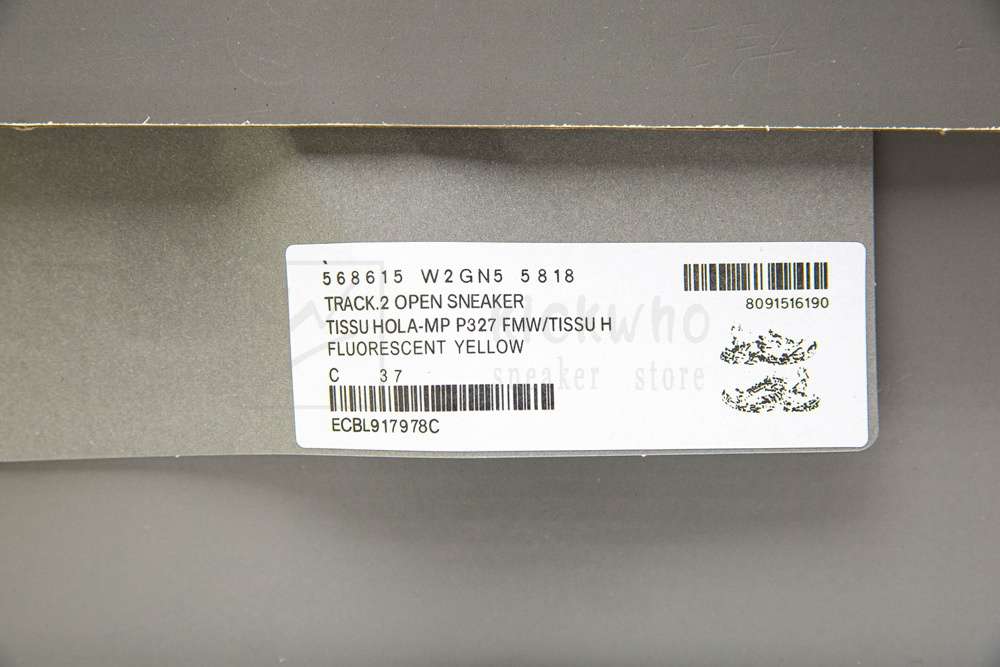 568615 W2GN5 5818
8091516190
TRACK.2 OPEN SNEAKER
TISSU HOLA-MP P327 FMW/TISSU H
FLUORESCENT YELLOW
C 37
ECBL917978C
sneaker store